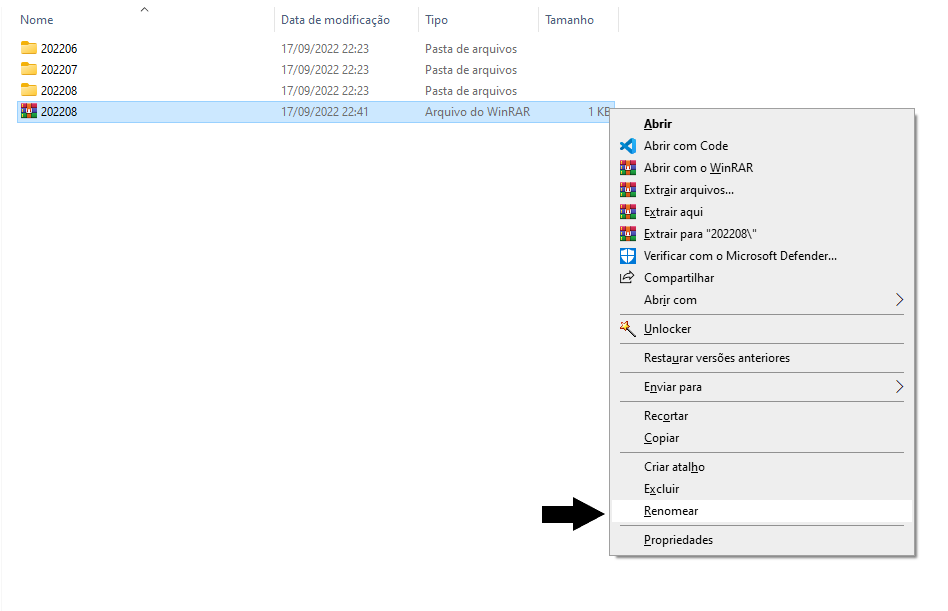 Nome Data de modificação Tipo Tamanho
202206 17/09/2022 22:23 Pasta de arquivos
202207 17/09/2022 22:23 Pasta de arquivos
202208 17/09/2022 22:23 Pasta de arquivos
202208 17/09/2022 22:41 Arquivo do WinRAR 1 KB
Abrir
Abrir com Code
Abrir com o WinRAR
Extrair arquivos...
Extrair aqui
Extrair para "202208\"
Verificar com o Microsoft Defender...
Compartilhar
Abrir com
Unlocker
Restaurar versões anteriores
Enviar para
Recortar
Copiar
Criar atalho
Excluir
Renomear
Propriedades